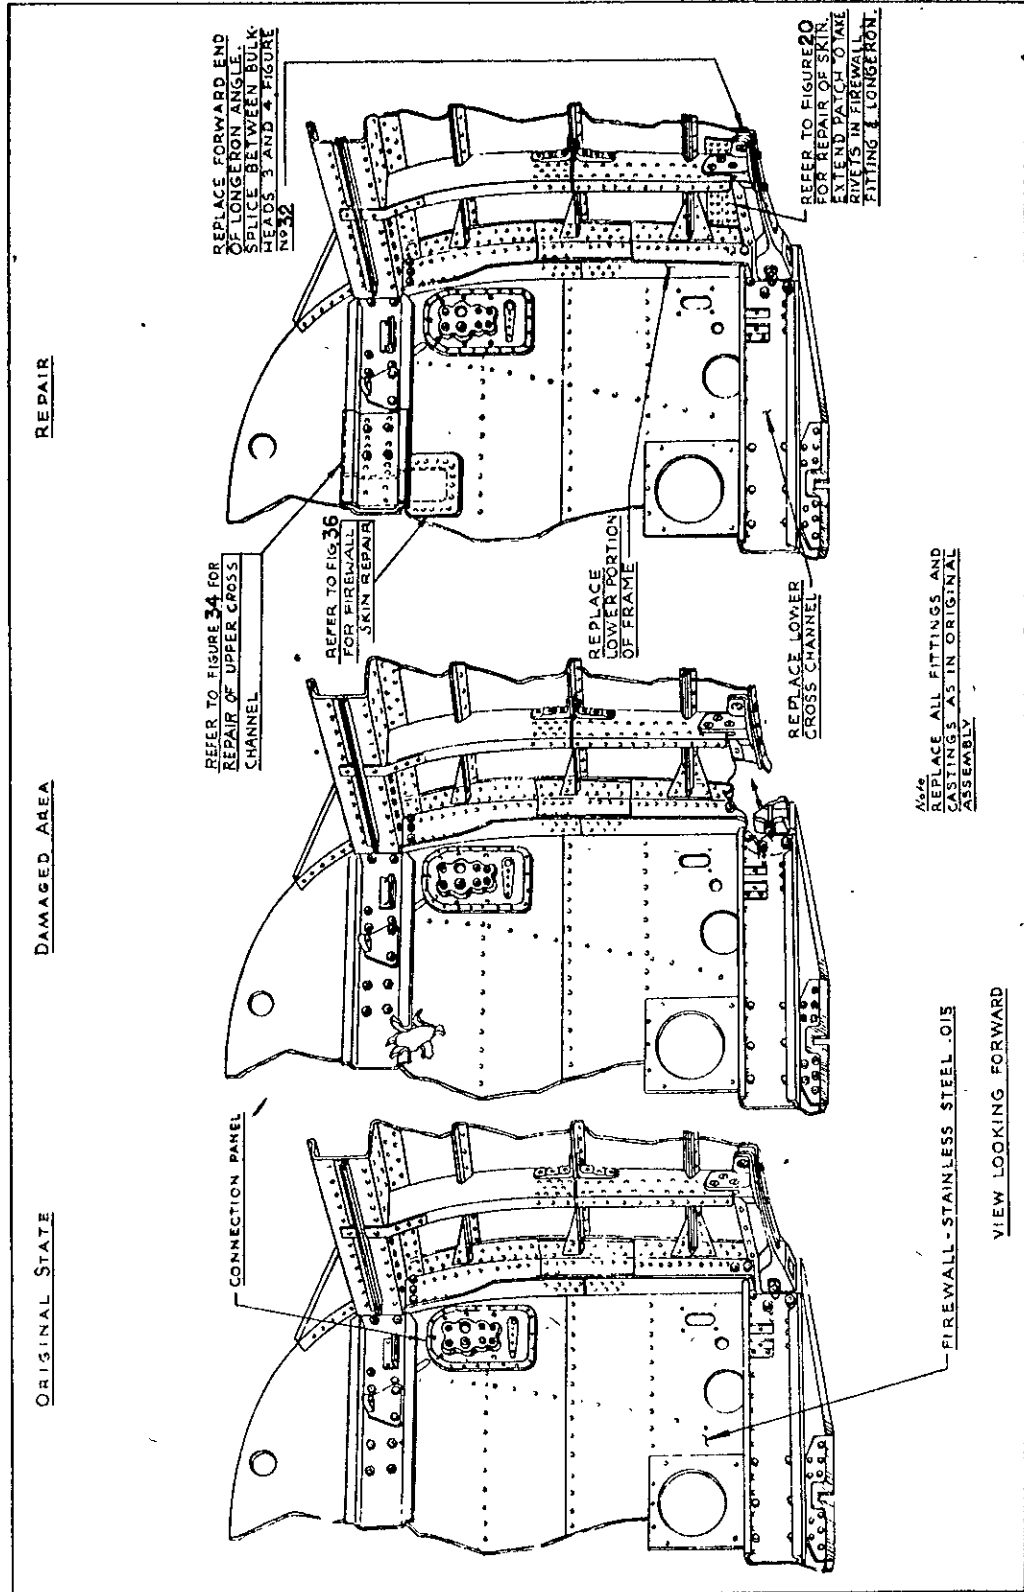 ORIGINAL STATE
DAMAGED AREA
REPAIR
CONNECTION PANEL
FIREWALL-STAINLESS STEEL .015
VIEW LOOKING FORWARD
REFER TO FIGURE 34 FOR
REPAIR OF UPPER CROSS
CHANNEL
REFER TO FIG. 36
FOR FIREWALL
SKIN REPAIR
REPLACE
LOWER PORTION
OF FRAME
REPLACE LOWER
CROSS CHANNEL
Note
REPLACE ALL FITTINGS AND
CASTINGS AS IN ORIGINAL
ASSEMBLY
REPLACE FORWARD END
OF LONGERON ANGLE.
SPLICE BETWEEN BULK-
HEADS 3 AND 4 FIGURE
No 32
REFER TO FIGURE 20
FOR REPAIR OF SKIN.
EXTEND PATCH TO TAKE
RIVETS IN FIREWALL
FITTING & LONGERON.